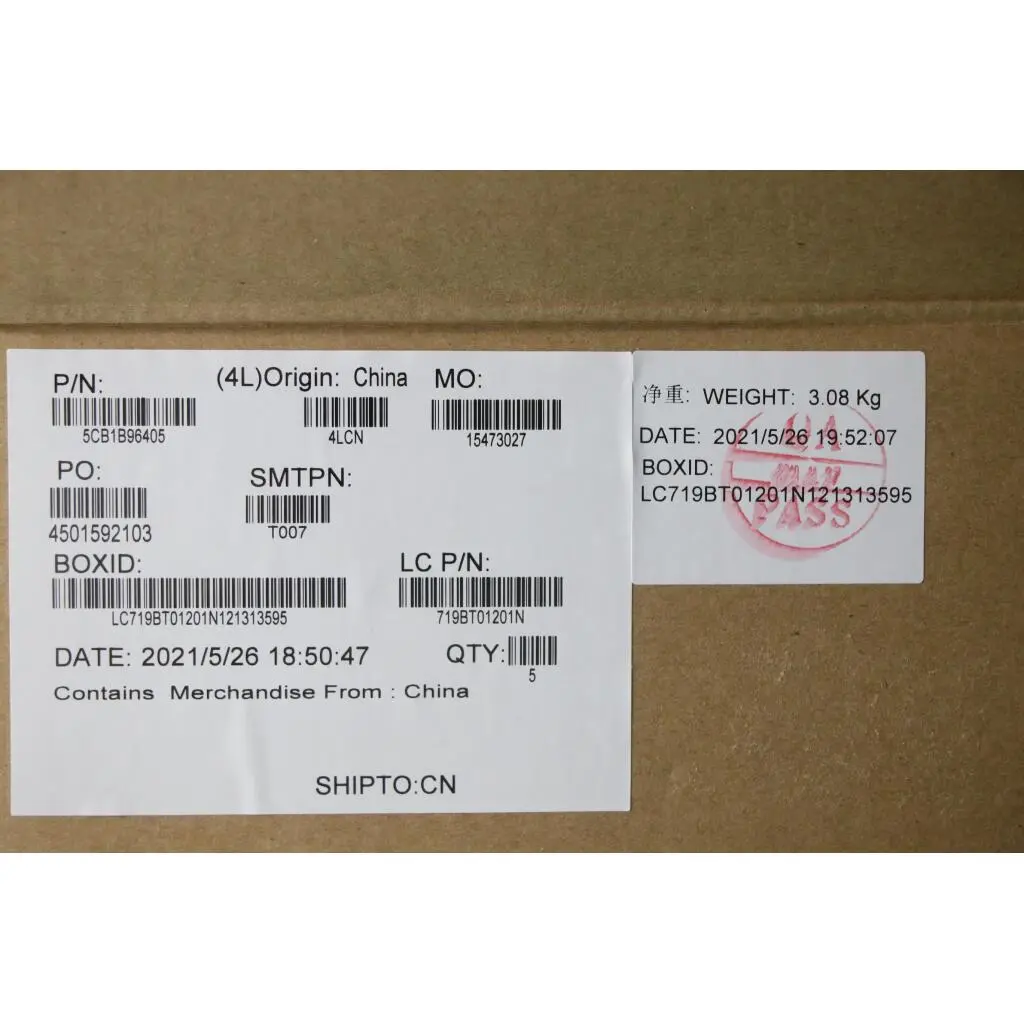 P/N:
5CB1B96405
(4L)Origin: China
4LCN
MO:
15473027
PO:
4501592103
SMTPN:
T007
BOXID:
LC719BT01201N121313595
LC P/N:
719BT01201N
DATE: 2021/5/26 18:50:47
QTY:
5
Contains Merchandise From : China
SHIPTO:CN
净重: WEIGHT: 3.08 Kg
DATE: 2021/5/26 19:52:07
BOXID:
LC719BT01201N121313595
QA
PASS